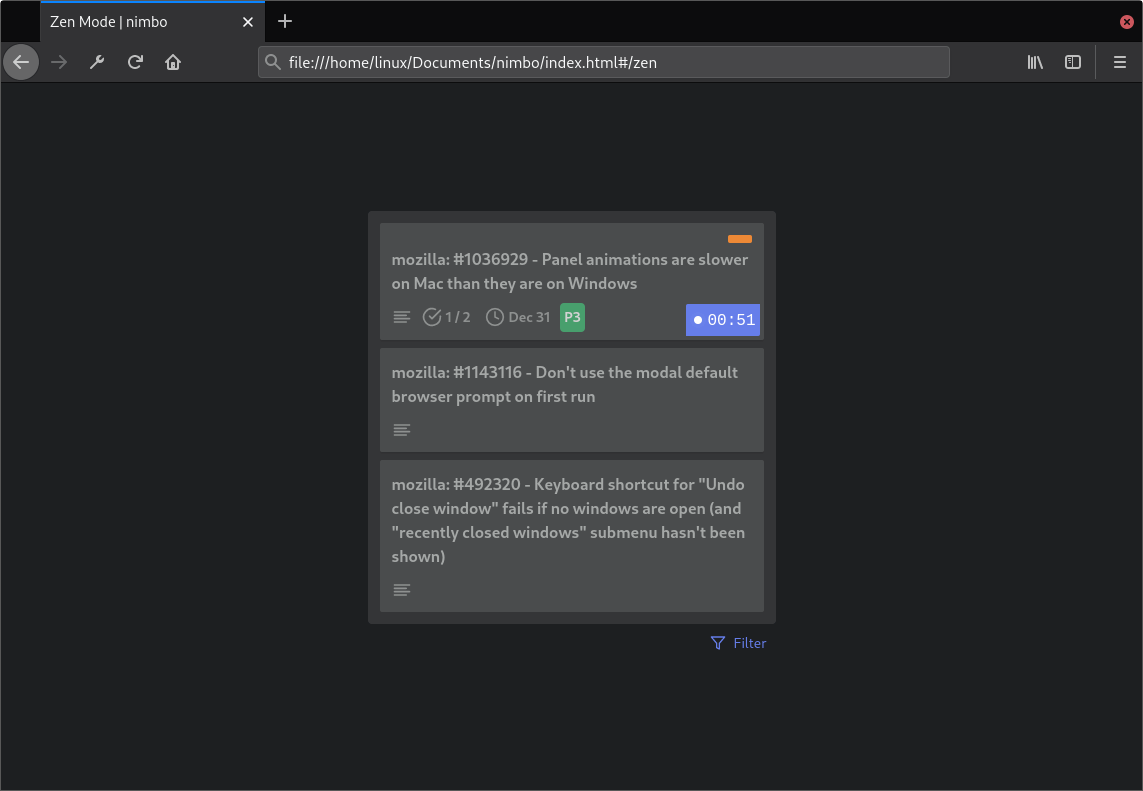 Zen Mode | nimbo
file:///home/linux/Documents/nimbo/index.html#/zen
mozilla: #1036929 - Panel animations are slower
on Mac than they are on Windows
1 / 2 Dec 31 P3 00:51
mozilla: #1143116 - Don't use the modal default
browser prompt on first run
mozilla: #492320 - Keyboard shortcut for "Undo
close window" fails if no windows are open (and
"recently closed windows" submenu hasn't been
shown)
Filter